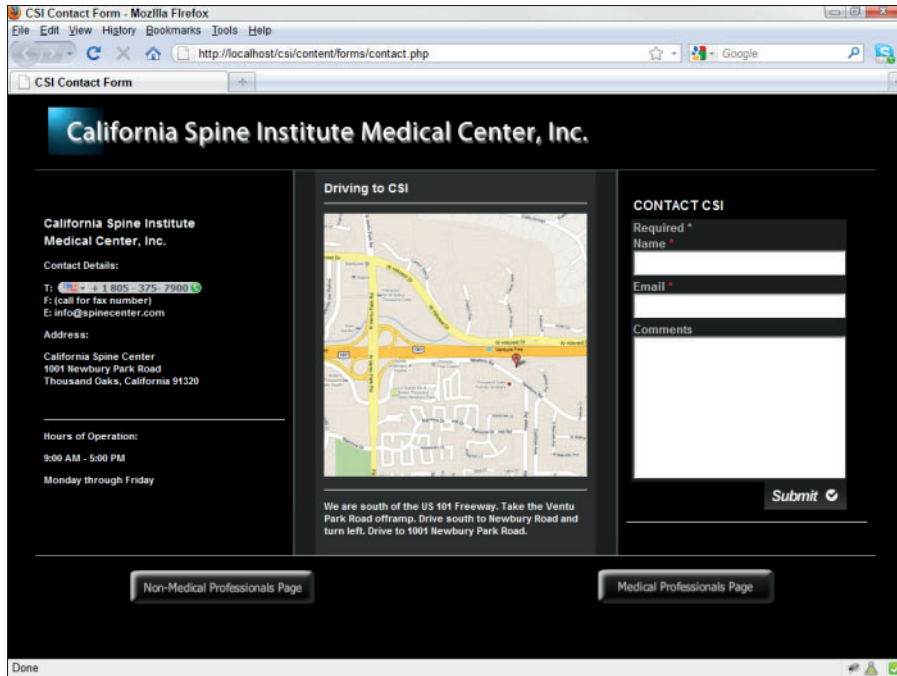 CSI Contact Form - Mozilla Firefox
File Edit View History Bookmarks Tools Help
http://localhost/csi/content/forms/contact.php
Google
CSI Contact Form
California Spine Institute Medical Center, Inc.
California Spine Institute
Medical Center, Inc.
Contact Details:
T: + 1 805 - 375- 7900
F: (call for fax number)
E: info@spinecenter.com
Address:
California Spine Center
1001 Newbury Park Road
Thousand Oaks, California 91320
Hours of Operation:
9:00 AM - 5:00 PM
Monday through Friday
Driving to CSI
We are south of the US 101 Freeway. Take the Ventu
Park Road offramp. Drive south to Newbury Road and
turn left. Drive to 1001 Newbury Park Road.
CONTACT CSI
Required *
Name *
Email *
Comments
Submit
Non-Medical Professionals Page
Medical Professionals Page
Done